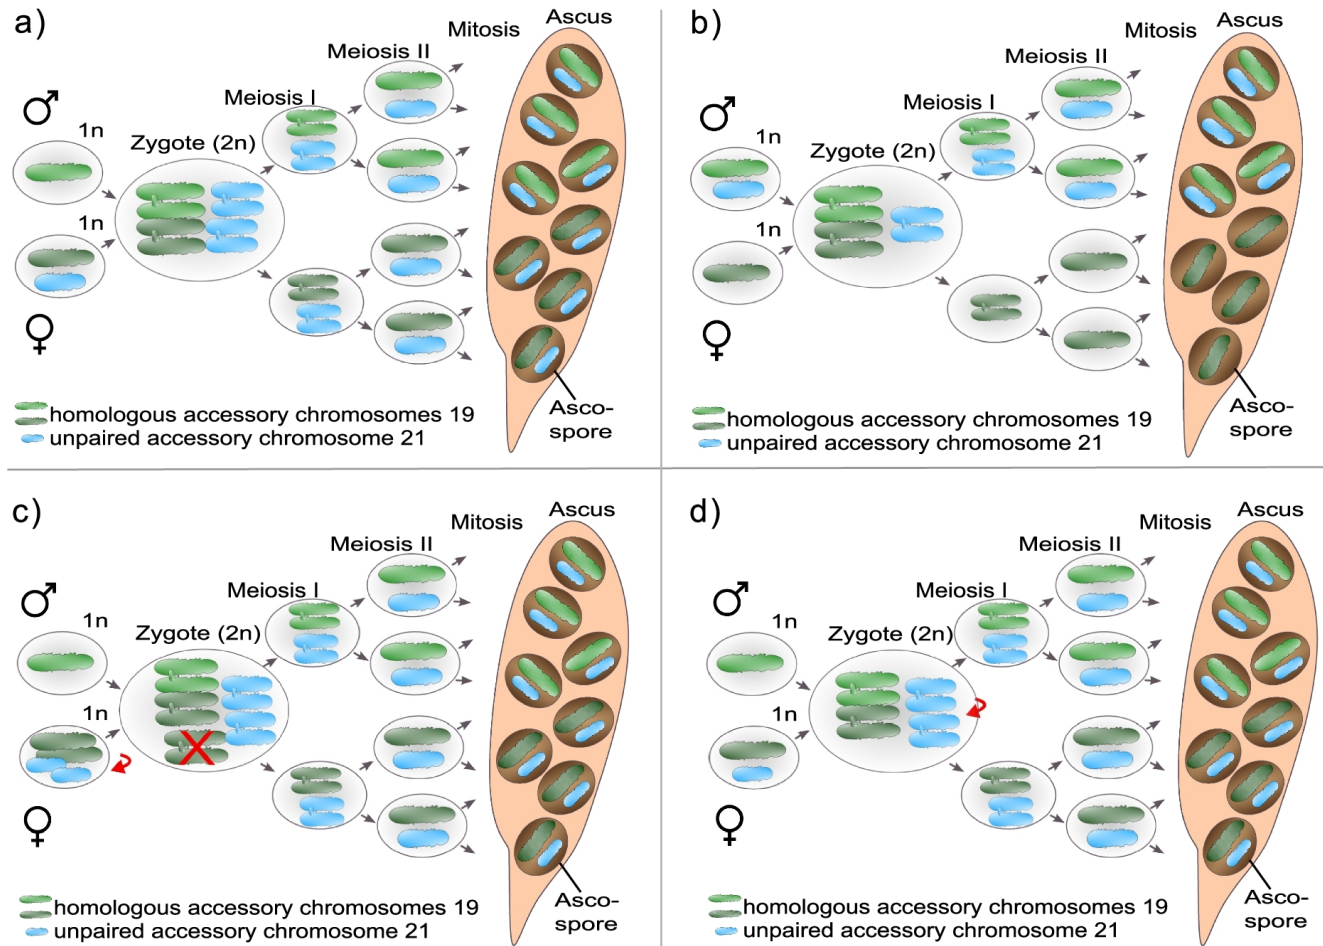 a)
Mitosis
Ascus
Meiosis II
Meiosis I
1n
Zygote (2n)
1n
♂
♀
Asco-
spore
homologous accessory chromosomes 19
unpaired accessory chromosome 21
b)
Mitosis
Ascus
Meiosis II
Meiosis I
1n
Zygote (2n)
1n
♂
♀
Asco-
spore
homologous accessory chromosomes 19
unpaired accessory chromosome 21
c)
Mitosis
Ascus
Meiosis II
Meiosis I
1n
Zygote (2n)
1n
♂
♀
Asco-
spore
homologous accessory chromosomes 19
unpaired accessory chromosome 21
d)
Mitosis
Ascus
Meiosis II
Meiosis I
1n
Zygote (2n)
1n
♂
♀
Asco-
spore
homologous accessory chromosomes 19
unpaired accessory chromosome 21